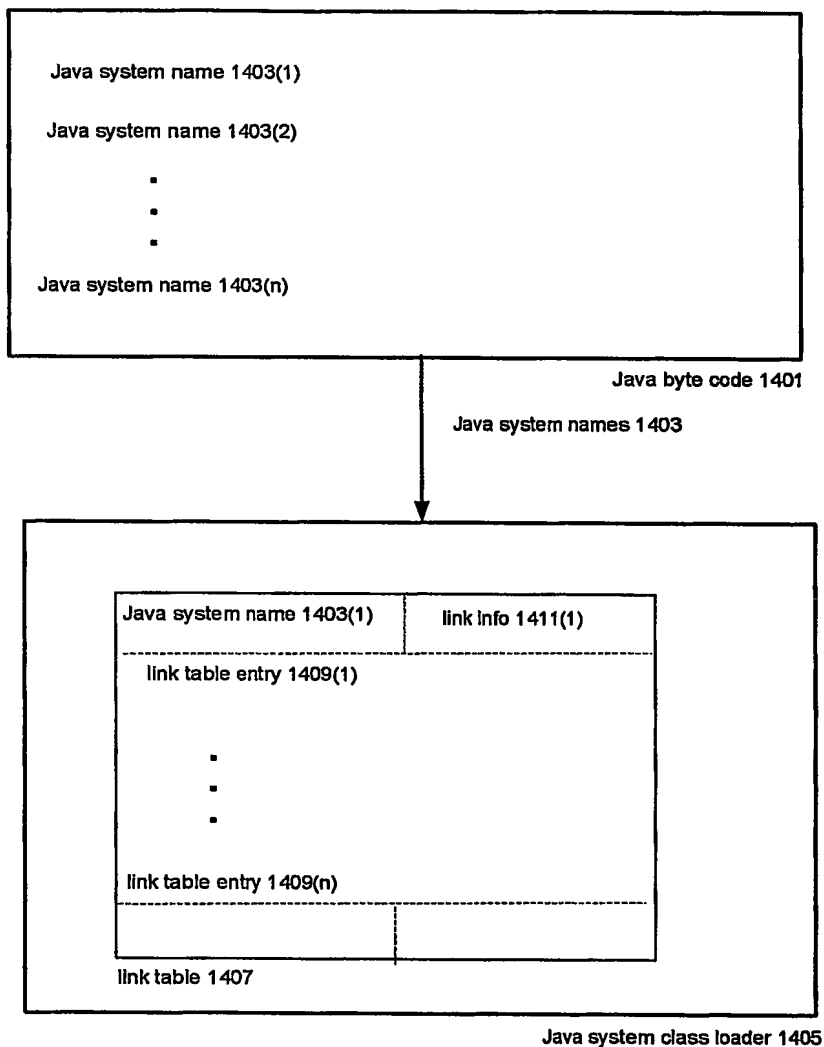 Java system name 1403(1)
Java system name 1403(2)
Java system name 1403(n)
Java byte code 1401
Java system names 1403
Java system name 1403(1) link info 1411(1)
link table entry 1409(1)
link table entry 1409(n)
link table 1407
Java system class loader 1405